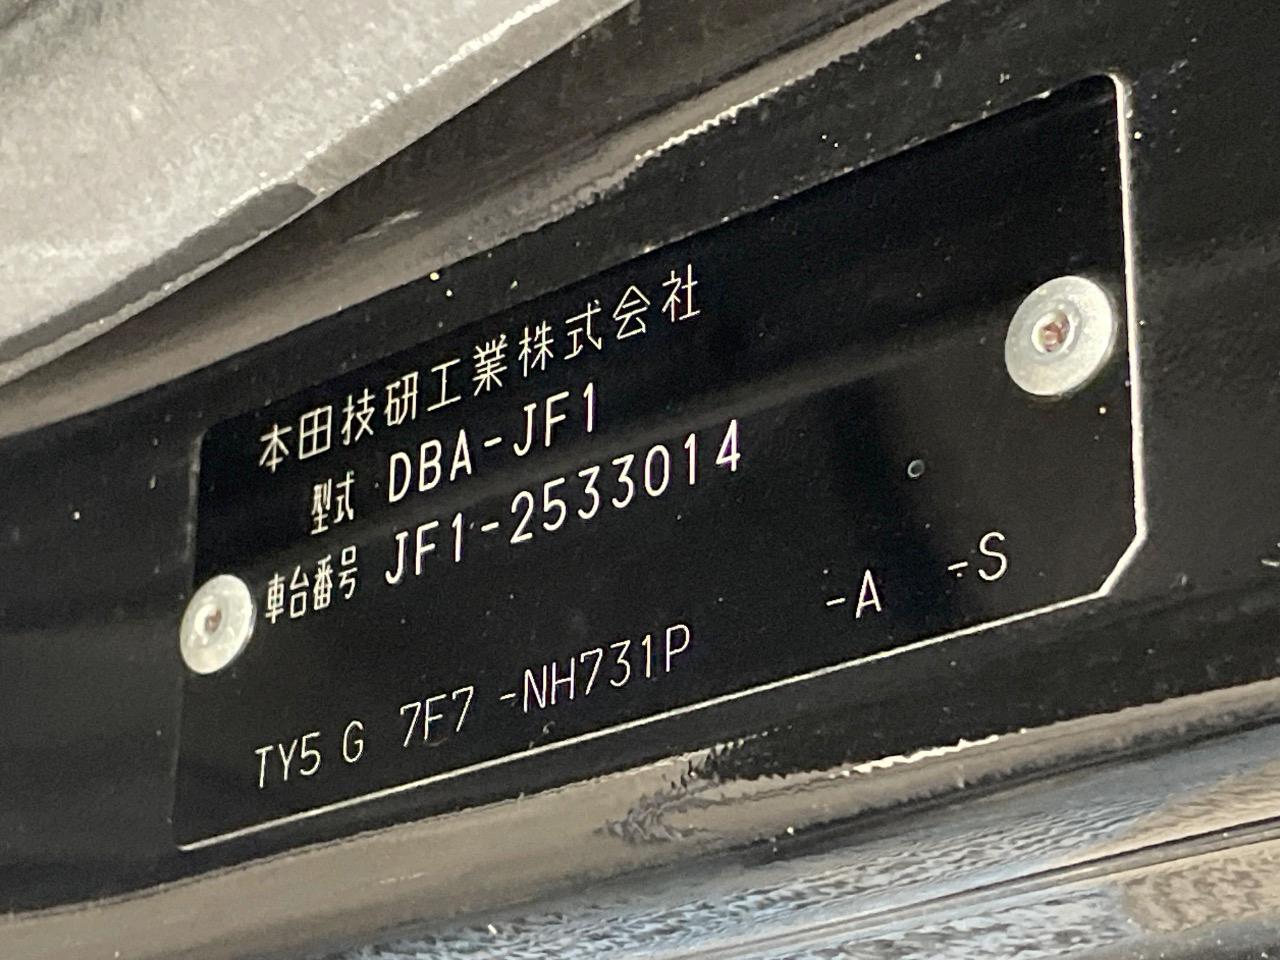 本田技研工業株式会社
型式 DBA-JF1
車台番号 JF1-2533014
-A -S
TY5 G 7F7 -NH731P